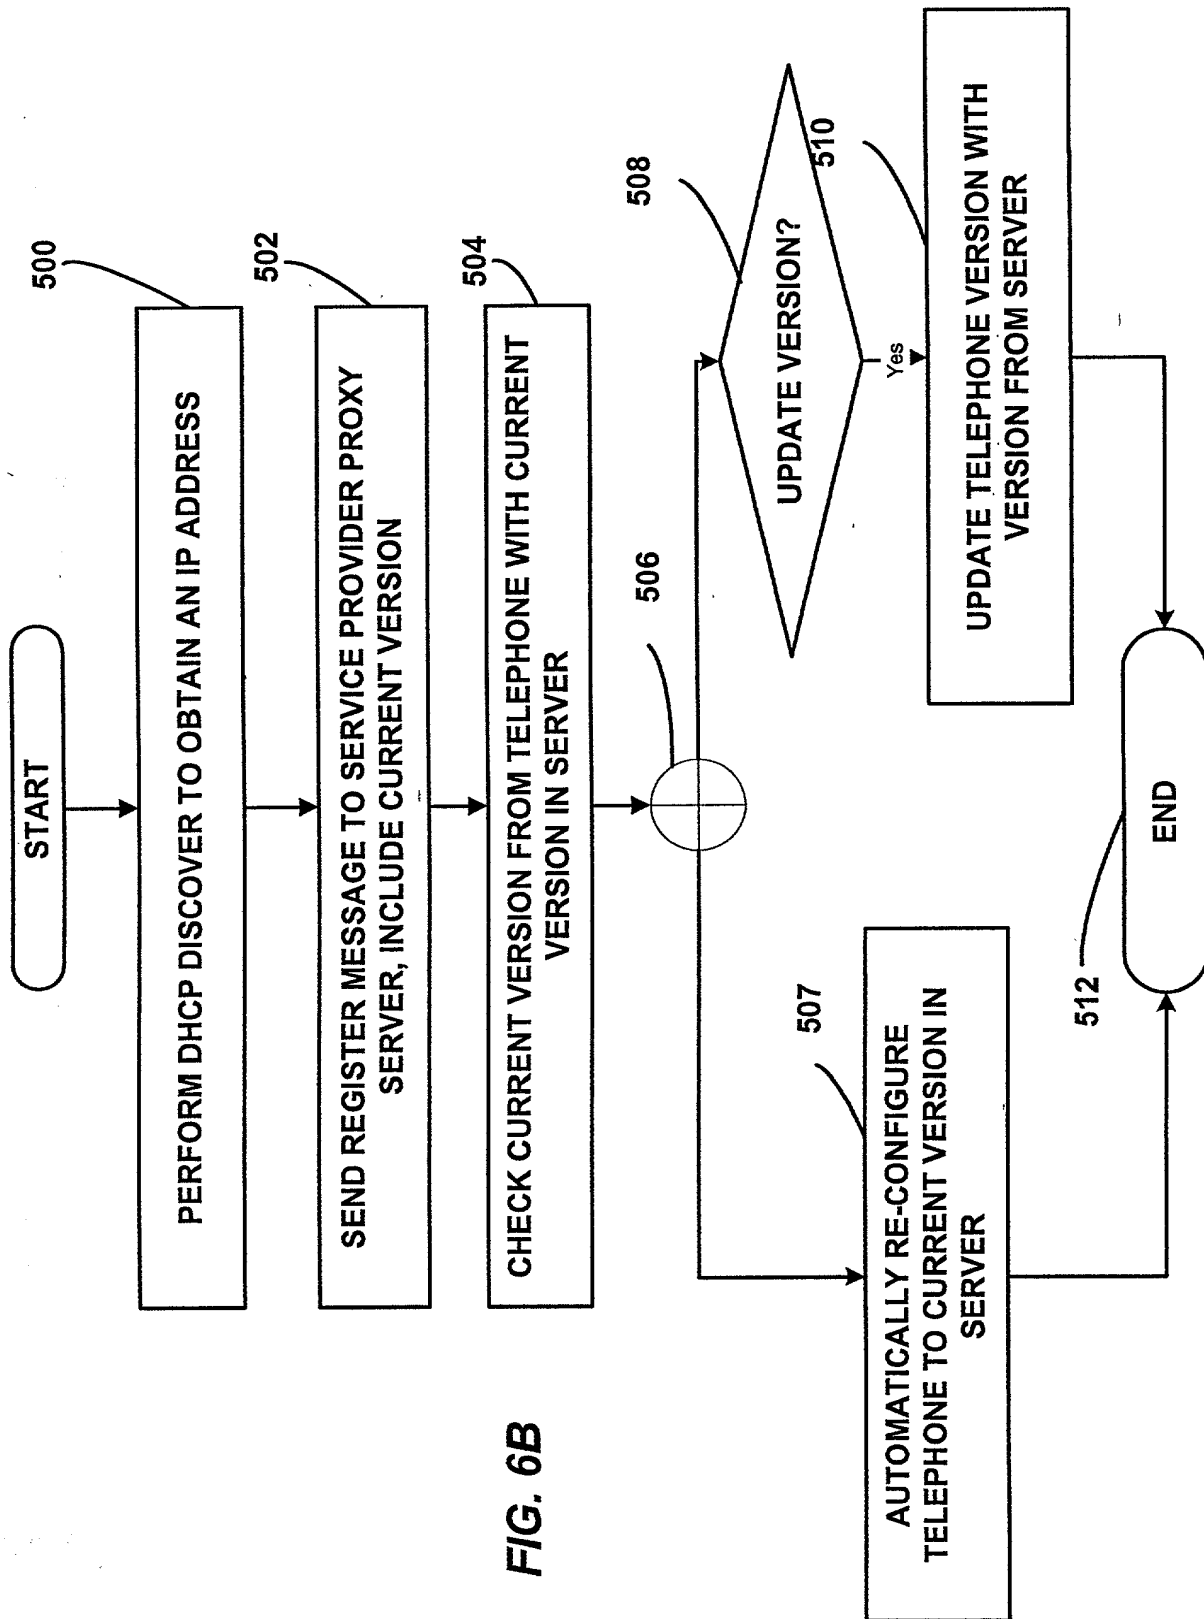 START
500
PERFORM DHCP DISCOVER TO OBTAIN AN IP ADDRESS
502
SEND REGISTER MESSAGE TO SERVICE PROVIDER PROXY
SERVER, INCLUDE CURRENT VERSION
504
CHECK CURRENT VERSION FROM TELEPHONE WITH CURRENT
VERSION IN SERVER
506
508
UPDATE VERSION?
Yes
507
AUTOMATICALLY RE-CONFIGURE
TELEPHONE TO CURRENT VERSION IN
SERVER
510
UPDATE TELEPHONE VERSION WITH
VERSION FROM SERVER
512
END
FIG. 6B